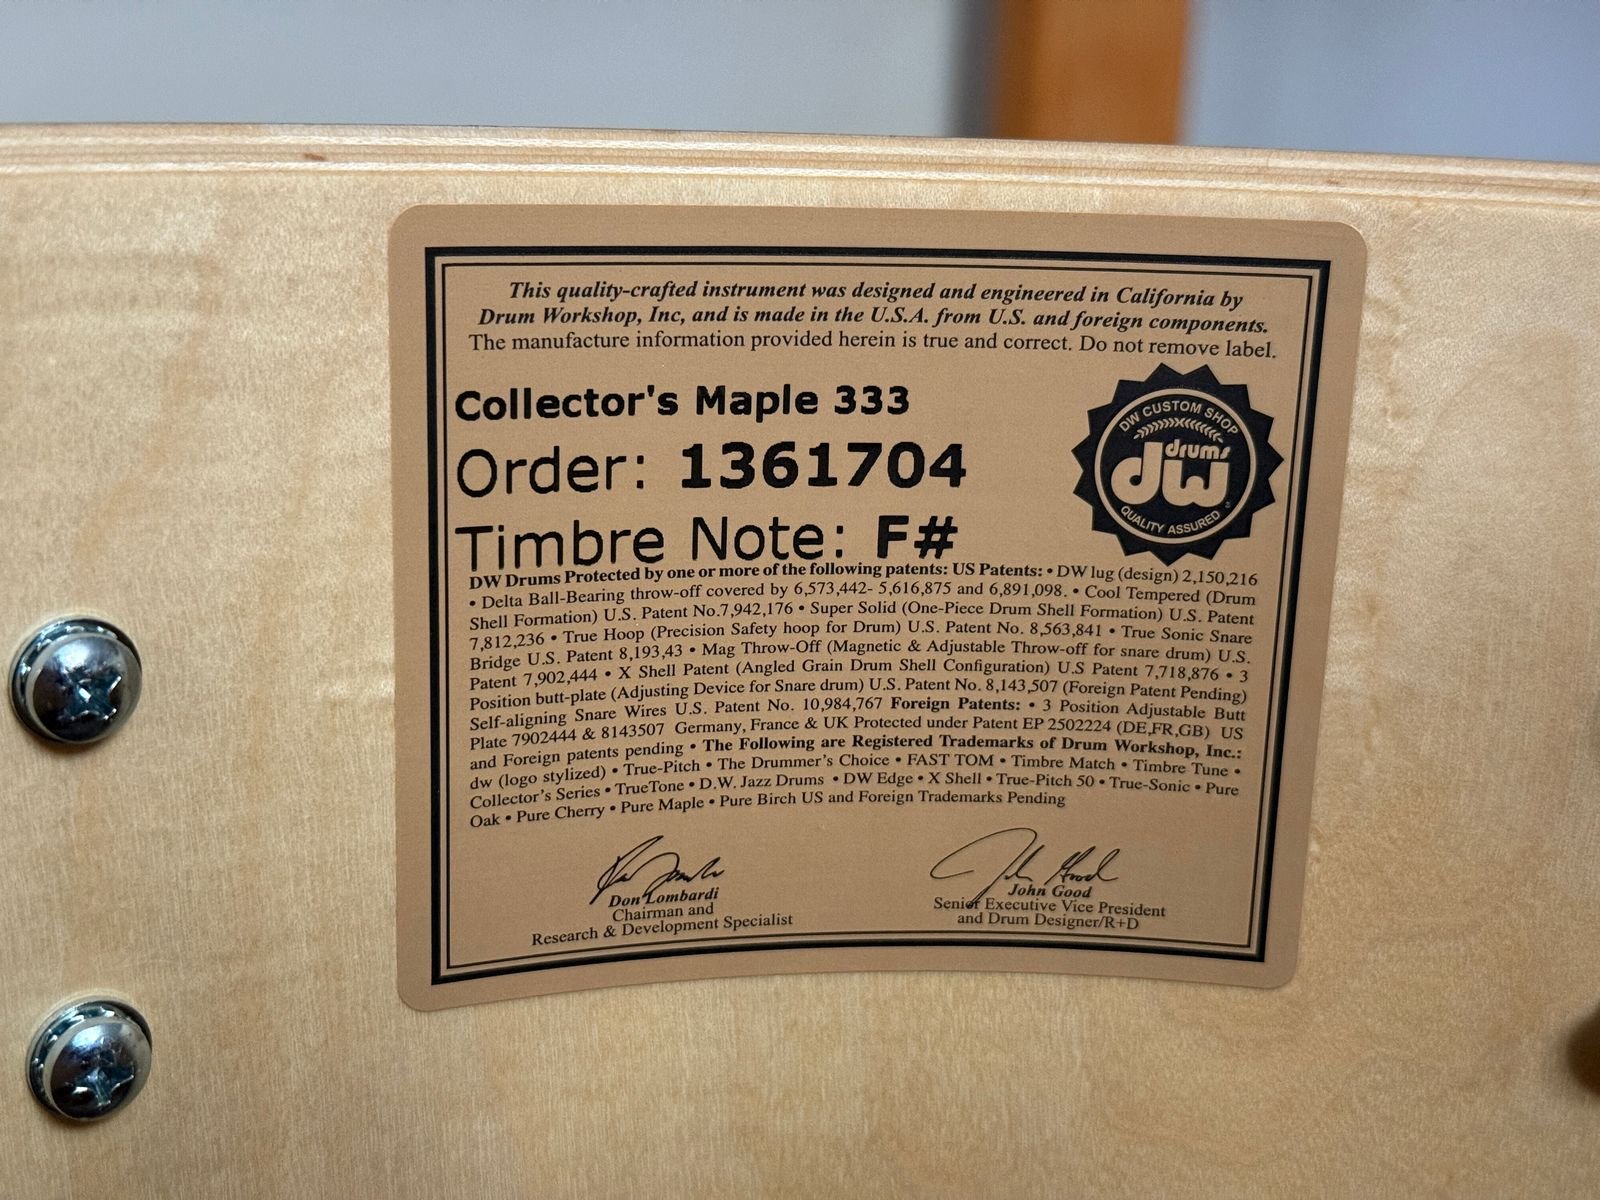 This quality-crafted instrument was designed and engineered in California by
Drum Workshop, Inc, and is made in the U.S.A. from U.S. and foreign components.
The manufacture information provided herein is true and correct. Do not remove label.
Collector's Maple 333
Order: 1361704
Timbre Note: F#
DW CUSTOM SHOP
drums
dw
QUALITY ASSURED
DW Drums Protected by one or more of the following patents: US Patents: • DW lug (design) 2,150,216
• Delta Ball-Bearing throw-off covered by 6,573,442- 5,616,875 and 6,891,098. • Cool Tempered (Drum
Shell Formation) U.S. Patent No.7,942,176 • Super Solid (One-Piece Drum Shell Formation) U.S. Patent
7,812,236 • True Hoop (Precision Safety hoop for Drum) U.S. Patent No. 8,563,841 • True Sonic Snare
Bridge U.S. Patent 8,193,43 • Mag Throw-Off (Magnetic & Adjustable Throw-off for snare drum) U.S.
Patent 7,902,444 • X Shell Patent (Angled Grain Drum Shell Configuration) U.S Patent 7,718,876 • 3
Position butt-plate (Adjusting Device for Snare drum) U.S. Patent No. 8,143,507 (Foreign Patent Pending)
Self-aligning Snare Wires U.S. Patent No. 10,984,767 Foreign Patents: • 3 Position Adjustable Butt
Plate 7902444 & 8143507 Germany, France & UK Protected under Patent EP 2502224 (DE,FR,GB) US
and Foreign patents pending • The Following are Registered Trademarks of Drum Workshop, Inc.:
dw (logo stylized) • True-Pitch • The Drummer's Choice • FAST TOM • Timbre Match • Timbre Tune •
Collector's Series • TrueTone • D.W. Jazz Drums • DW Edge • X Shell • True-Pitch 50 • True-Sonic • Pure
Oak • Pure Cherry • Pure Maple • Pure Birch US and Foreign Trademarks Pending
Don Lombardi
Chairman and
Research & Development Specialist
John Good
John Good
Senior Executive Vice President
and Drum Designer/R+D